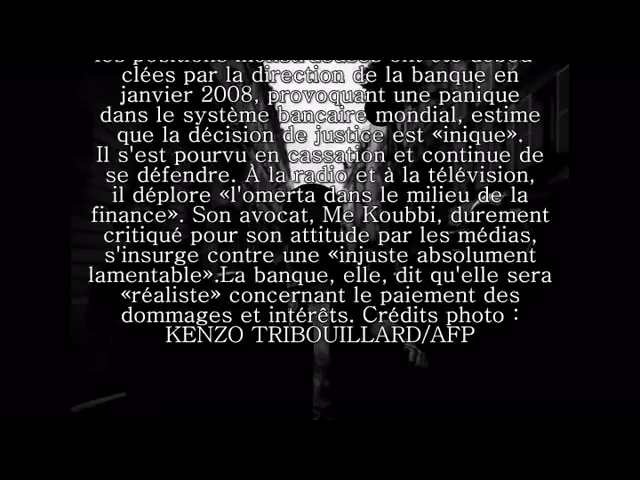 les positions
clées par la direction de la banque en
janvier 2008, provoquant une panique
dans le système bancaire mondial, estime
que la décision de justice est «inique».
Il s'est pourvu en cassation et continue de
se défendre. À la radio et à la télévision,
il déplore «l'omerta dans le milieu de la
finance». Son avocat, Me Koubbi, durement
critiqué pour son attitude par les médias,
s'insurge contre une «injuste absolument
lamentable».La banque, elle, dit qu'elle sera
«réaliste» concernant le paiement des
dommages et intérêts. Crédits photo :
KENZO TRIBOUILLARD/AFP